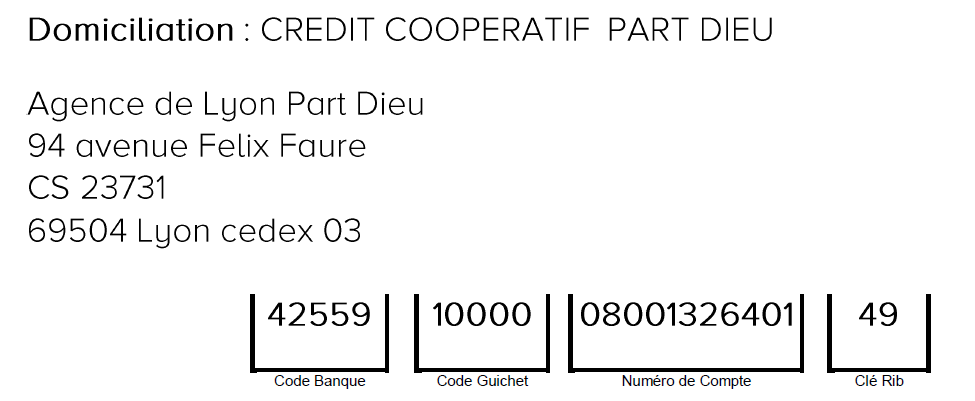 Domiciliation : CREDIT COOPERATIF PART DIEU
Agence de Lyon Part Dieu
94 avenue Felix Faure
CS 23731
69504 Lyon cedex 03
42559 10000 08001326401 49
Code Banque Code Guichet Numéro de Compte Clé Rib